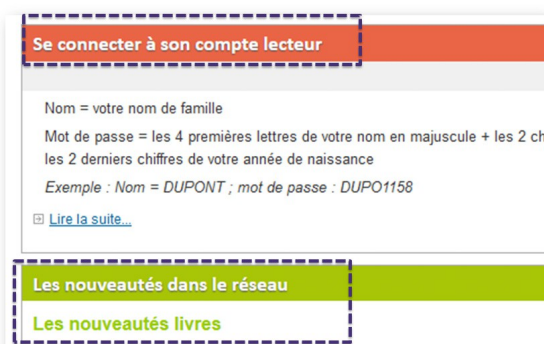 Se connecter à son compte lecteur
Nom = votre nom de famille
Mot de passe = les 4 premières lettres de votre nom en majuscule + les 2 ch
les 2 derniers chiffres de votre année de naissance
Exemple : Nom = DUPONT ; mot de passe : DUPO1158
Lire la suite...
Les nouveautés dans le réseau
Les nouveautés livres